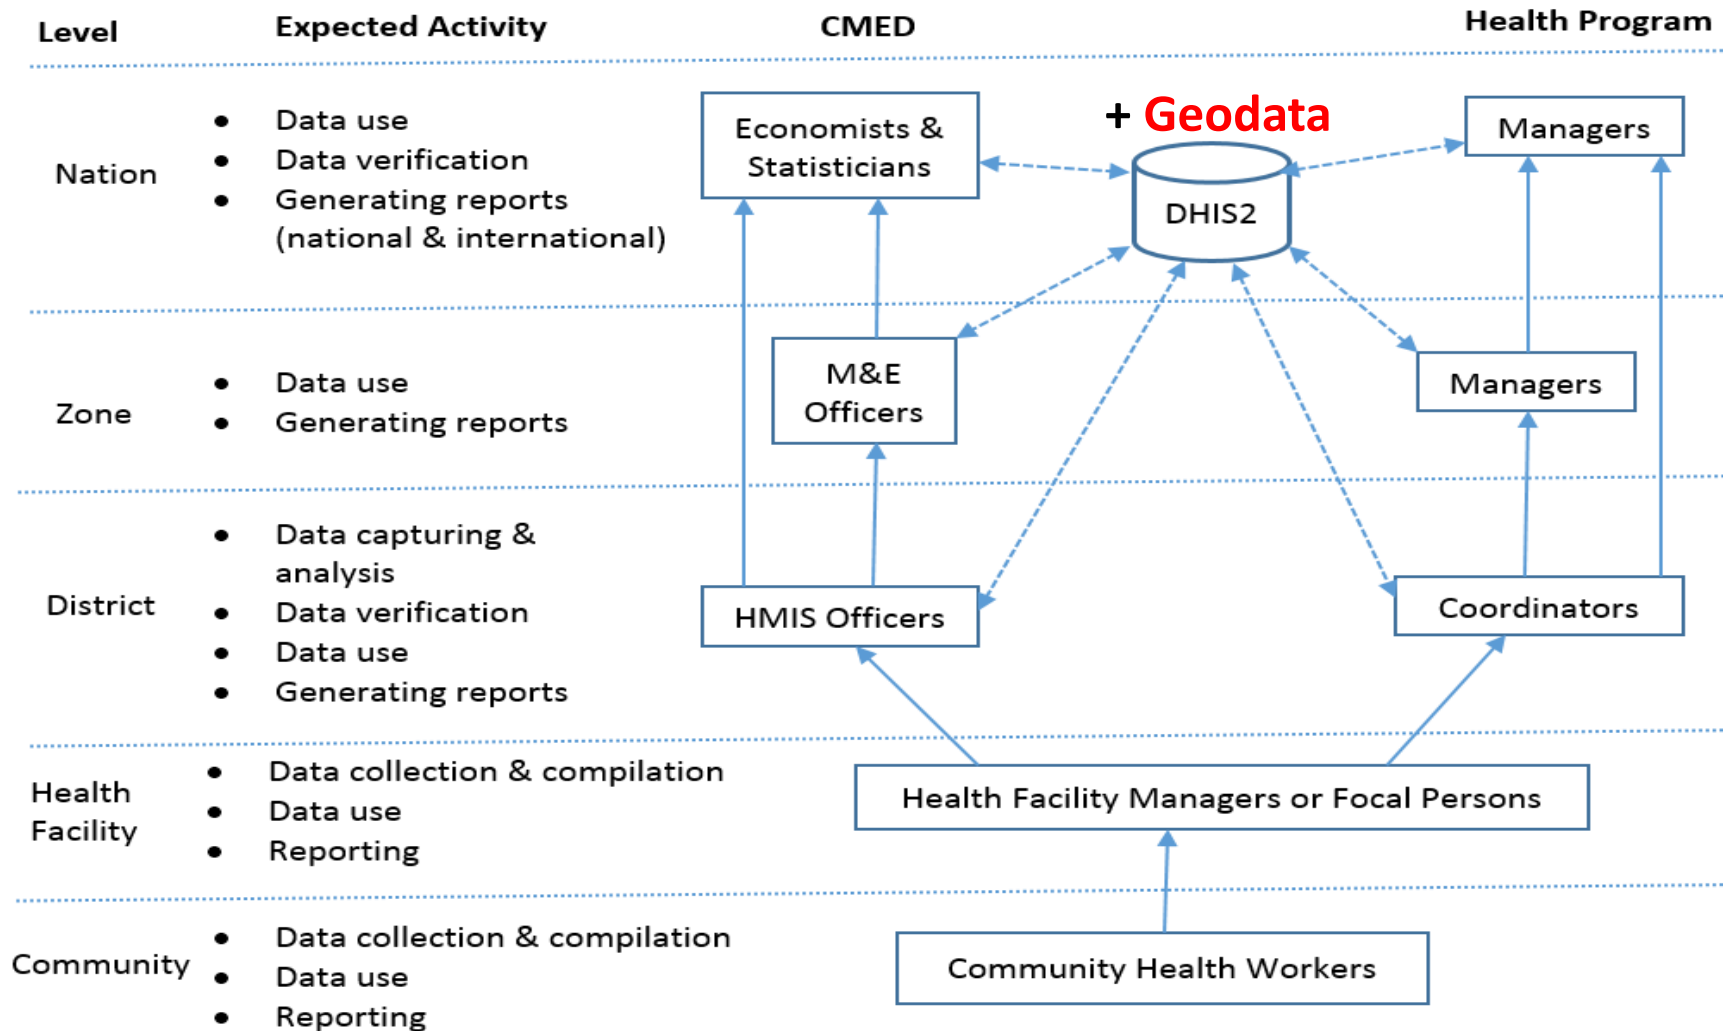 Level Expected Activity CMED Health Program
Nation
• Data use
• Data verification
• Generating reports
(national & international)
Economists &
Statisticians
+ Geodata
DHIS2
Managers
Zone
• Data use
• Generating reports
M&E
Officers
Managers
District
• Data capturing &
analysis
• Data verification
• Data use
• Generating reports
HMIS Officers
Coordinators
Health
Facility
• Data collection & compilation
• Data use
• Reporting
Health Facility Managers or Focal Persons
Community
• Data collection & compilation
• Data use
• Reporting
Community Health Workers